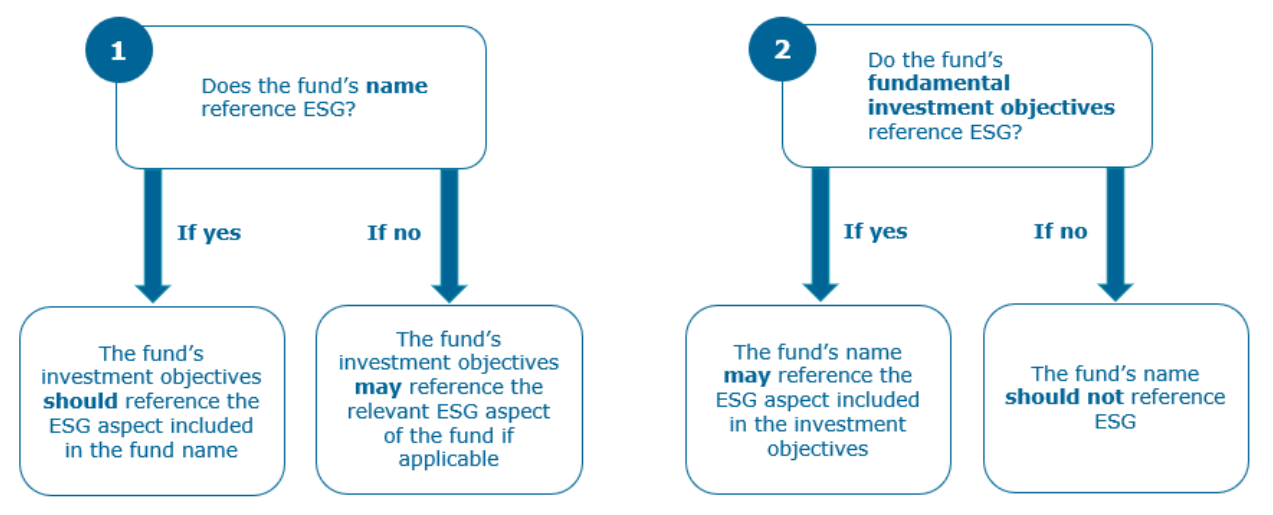 1
Does the fund’s name
reference ESG?
If yes
If no
The fund’s
investment objectives
should reference the
ESG aspect included
in the fund name
The fund’s
investment objectives
may reference the
relevant ESG aspect
of the fund if
applicable
2
Do the fund’s
fundamental
investment objectives
reference ESG?
If yes
If no
The fund’s name
may reference the
ESG aspect included
in the investment
objectives
The fund’s name
should not reference
ESG